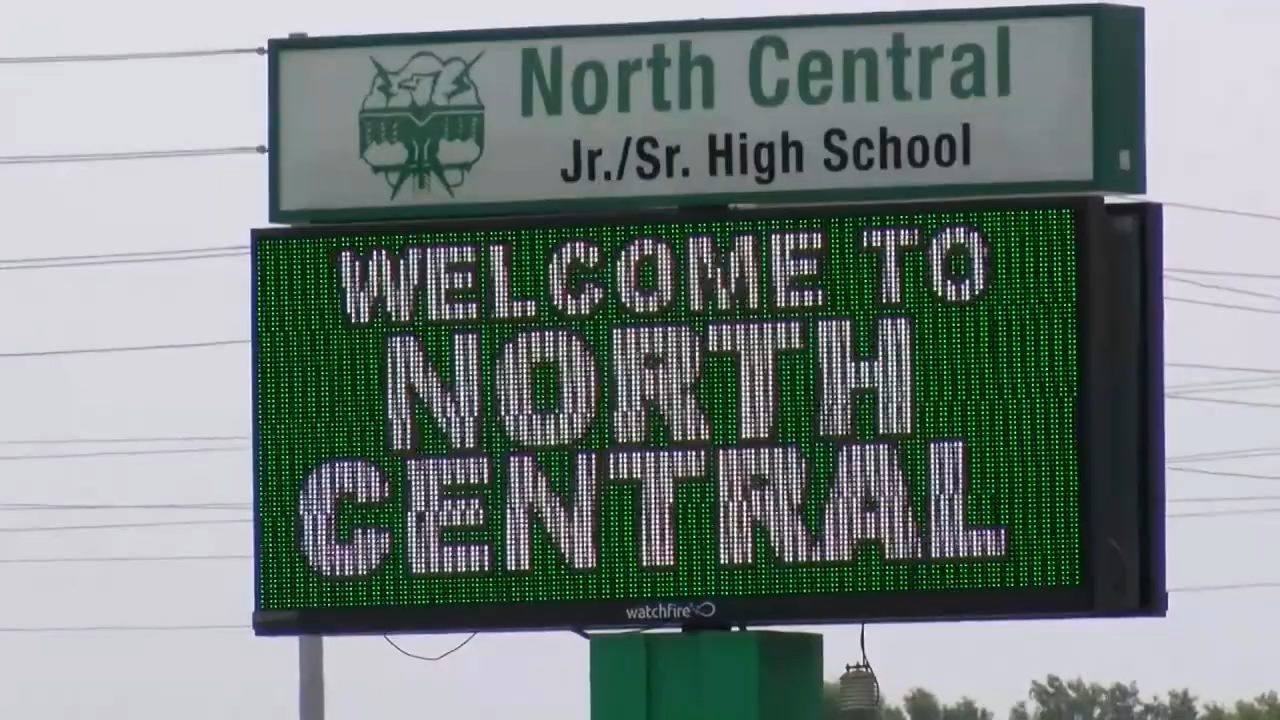 North Central
Jr./Sr. High School
WELCOME TO
NORTH
CENTRAL
watchfire